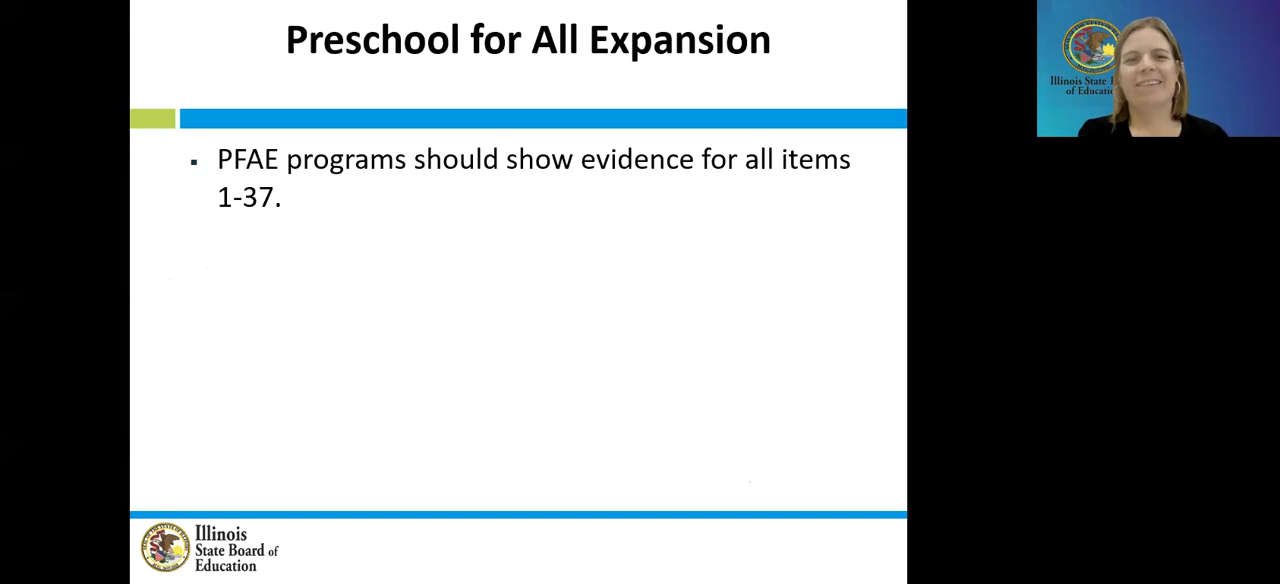 Preschool for All Expansion
Illinois State
of Educati
▪ PFAE programs should show evidence for all items
1-37.
Illinois
State Board of
Education